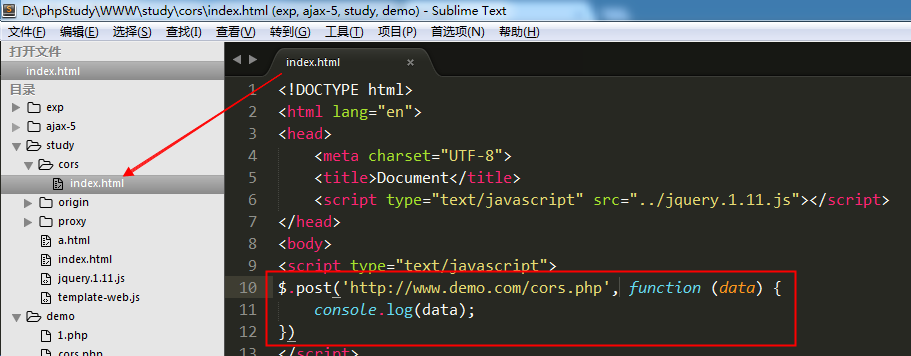 D:\phpStudy\WWW\study\cors\index.html (exp, ajax-5, study, demo) - Sublime Text
文件(F) 编辑(E) 选择(S) 查找(I) 查看(V) 转到(G) 工具(T) 项目(P) 首选项(N) 帮助(H)
打开文件
index.html
目录
exp
ajax-5
study
cors
index.html
origin
proxy
a.html
index.html
jquery.1.11.js
template-web.js
demo
1.php
cors.php
index.html ×
1 <!DOCTYPE html>
2 <html lang="en">
3 <head>
4 <meta charset="UTF-8">
5 <title>Document</title>
6 <script type="text/javascript" src="../jquery.1.11.js"></script>
7 </head>
8 <body>
9 <script type="text/javascript">
10 $.post('http://www.demo.com/cors.php', function (data) {
11 console.log(data);
12 })
13 </script>